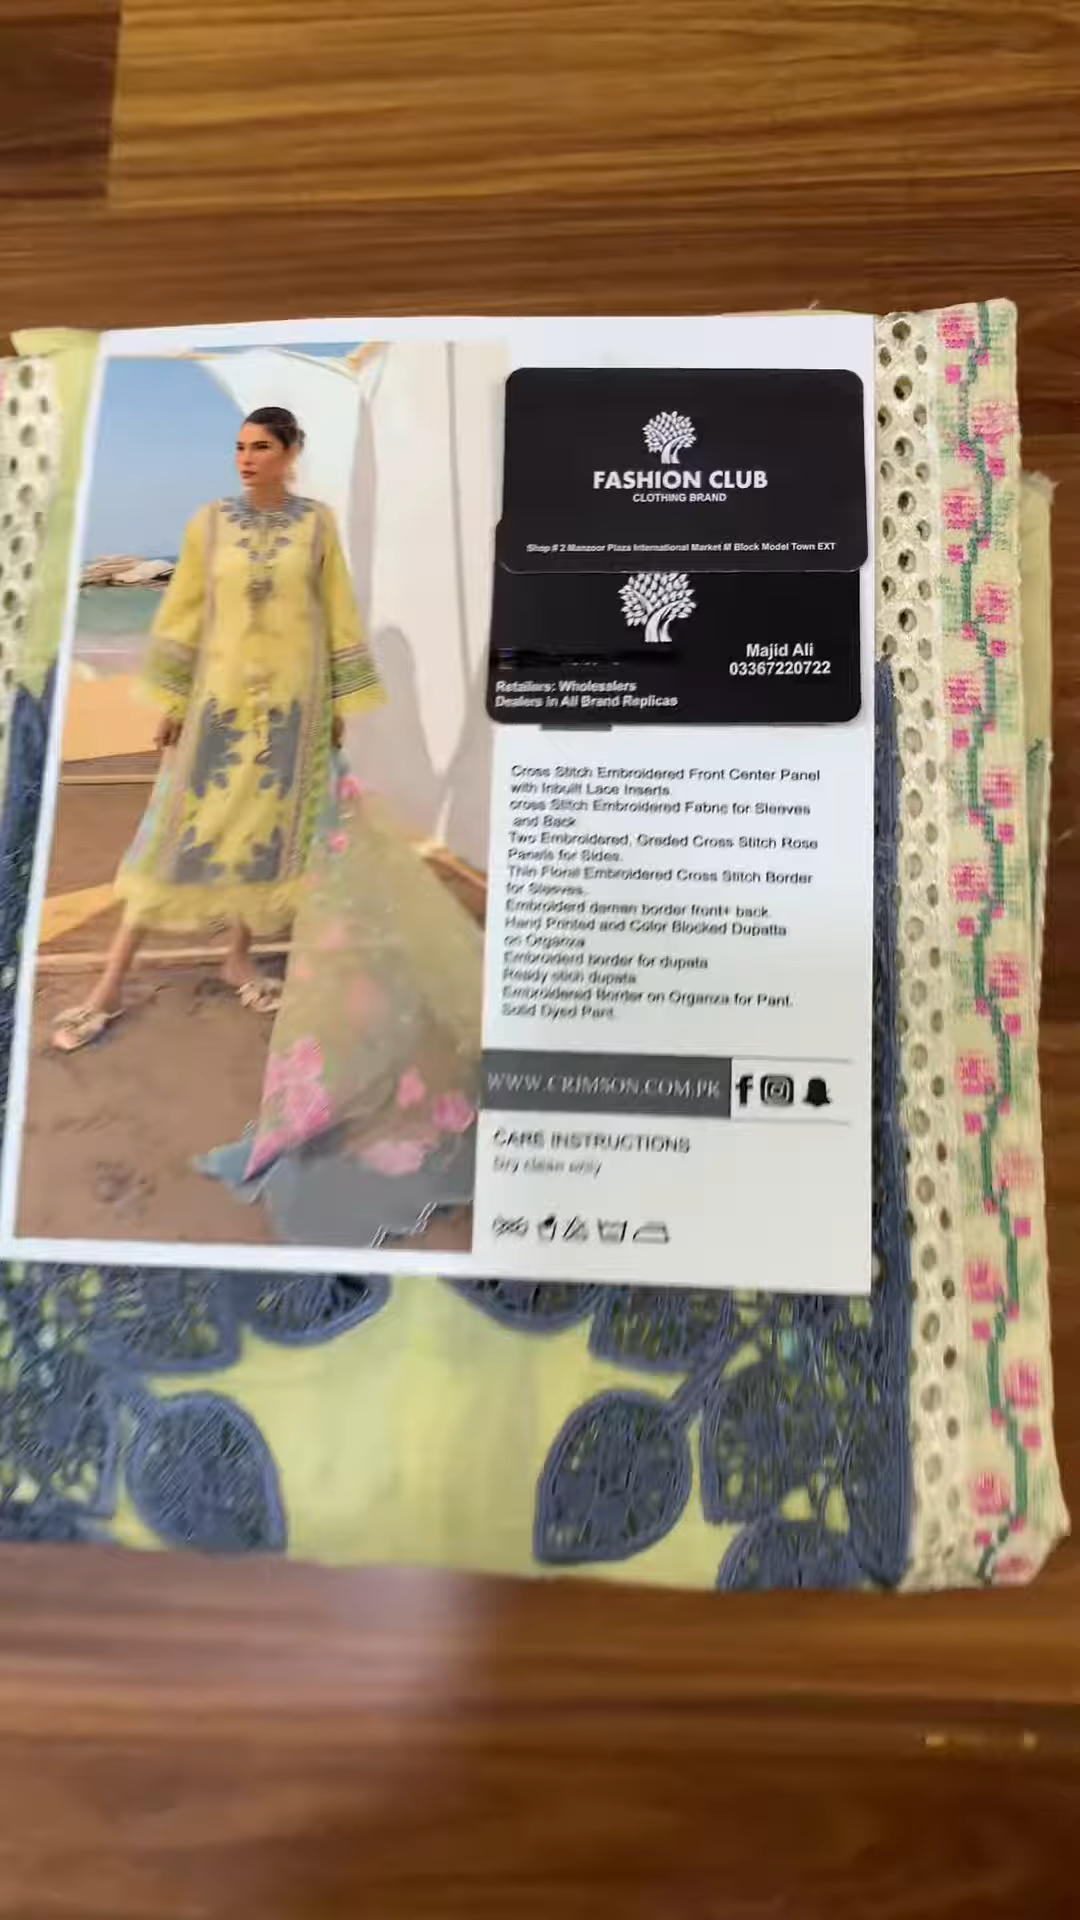 FASHION CLUB
CLOTHING BRAND
Shop # 2 Manzoor Plaza International Market M Block Model Town EXT
Majid Ali
03367220722
Retailers: Wholesalers
Dealers in All Brand Replicas
Cross Stitch Embroidered Front Center Panel
with Inbuilt Lace Inserts.
cross Stitch Embroidered Fabric for Sleeves
and Back
Two Embroidered, Graded Cross Stitch Rose
Panels for Sides.
Thin Floral Embroidered Cross Stitch Border
for Sleeves.
Embroiderd daman border front+ back.
Hand Printed and Color Blocked Dupatta
on Organza
Embroiderd border for dupata
Ready stich dupata
Embroidered Border on Organza for Pant.
Solid Dyed Pant.
WWW.CRIMSON.COM.PK
CARE INSTRUCTIONS
Dry clean only